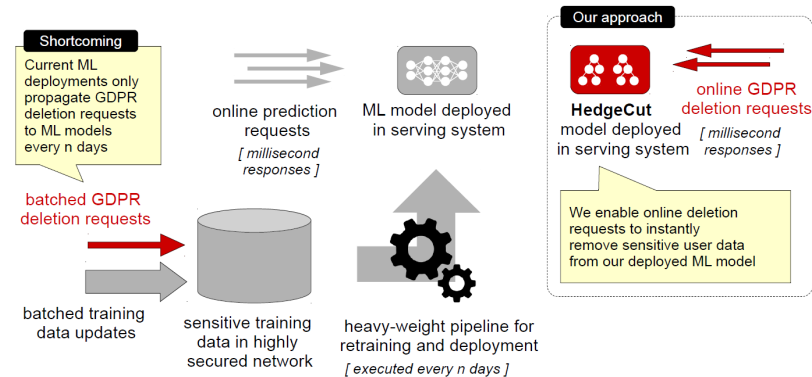 Shortcoming
Current ML
deployments only
propagate GDPR
deletion requests
to ML models
every n days
batched GDPR
deletion requests
batched training
data updates
online prediction
requests
[ millisecond
responses ]
sensitive training
data in highly
secured network
ML model deployed
in serving system
heavy-weight pipeline for
retraining and deployment
[ executed every n days ]
Our approach
HedgeCut
model deployed
in serving system
online GDPR
deletion requests
[ millisecond
responses ]
We enable online deletion
requests to instantly
remove sensitive user data
from our deployed ML model